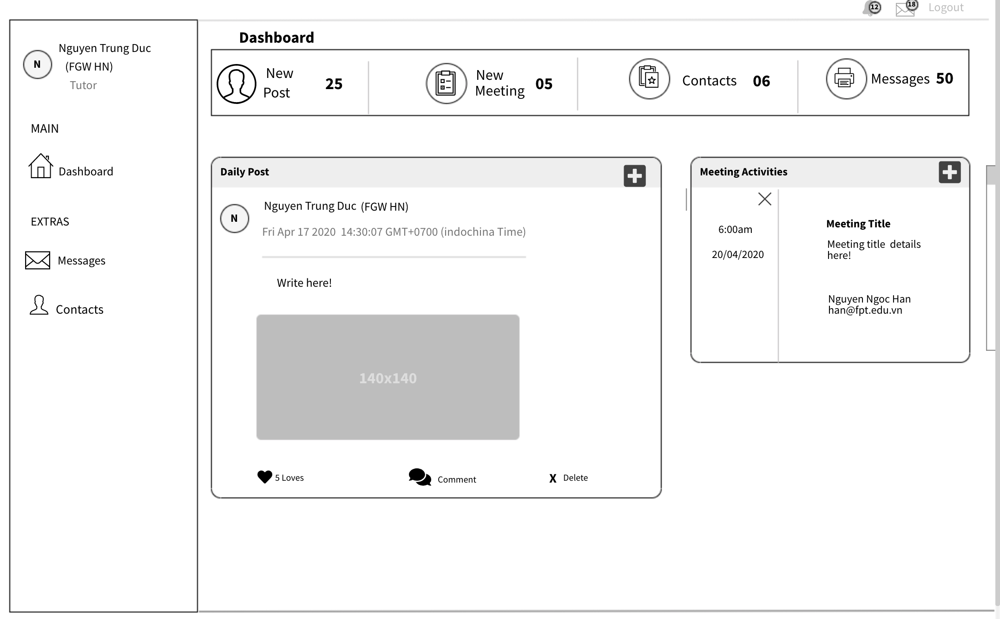 12
18
Logout
Nguyen Trung Duc
(FGW HN)
Tutor
N
MAIN
Dashboard
EXTRAS
Messages
Contacts
Dashboard
New
Post
25
New
Meeting
05
Contacts
06
Messages
50
Daily Post
N
Nguyen Trung Duc (FGW HN)
Fri Apr 17 2020 14:30:07 GMT+0700 (indochina Time)
Write here!
140x140
5 Loves
Comment
X Delete
Meeting Activities
6:00am
20/04/2020
Meeting Title
Meeting title details
here!
Nguyen Ngoc Han
han@fpt.edu.vn